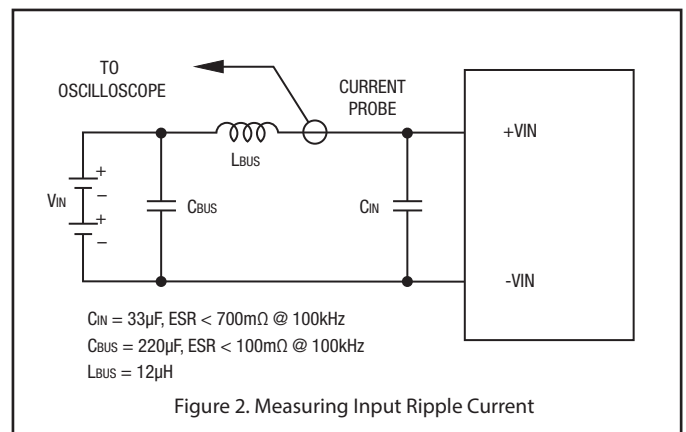 TO
OSCILLOSCOPE
CURRENT
PROBE
+VIN
LBUS
VIN
+
−
+
−
CBUS
CIN
-VIN
CIN = 33µF, ESR < 700mΩ @ 100kHz
CBUS = 220µF, ESR < 100mΩ @ 100kHz
LBUS = 12µH
Figure 2. Measuring Input Ripple Current